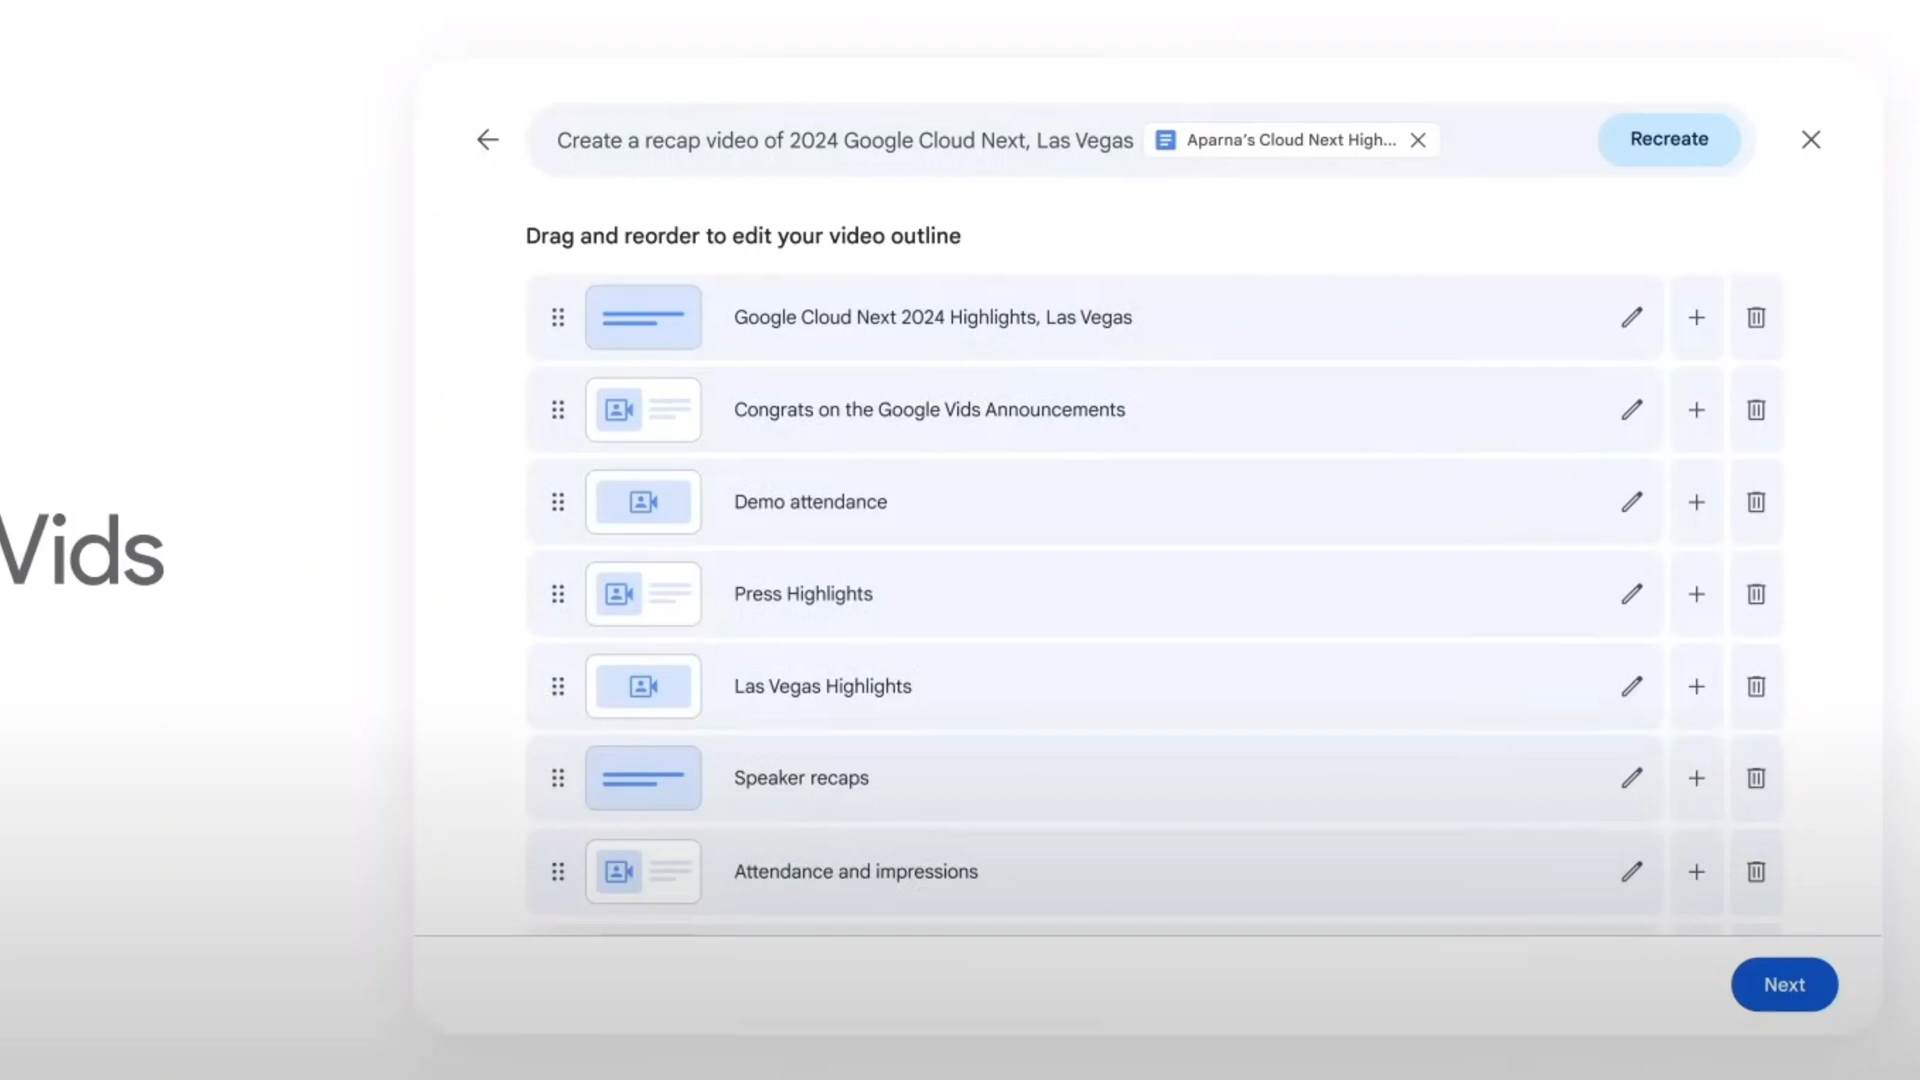 Create a recap video of 2024 Google Cloud Next, Las Vegas Aparna’s Cloud Next High... Recreate
Drag and reorder to edit your video outline
Google Cloud Next 2024 Highlights, Las Vegas
Congrats on the Google Vids Announcements
Demo attendance
Vids
Press Highlights
Las Vegas Highlights
Speaker recaps
Attendance and impressions
Next